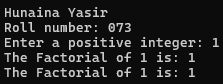 Hunaina Yasir
Roll number: 073
Enter a positive integer: 1
The Factorial of 1 is: 1
The Factorial of 1 is: 1